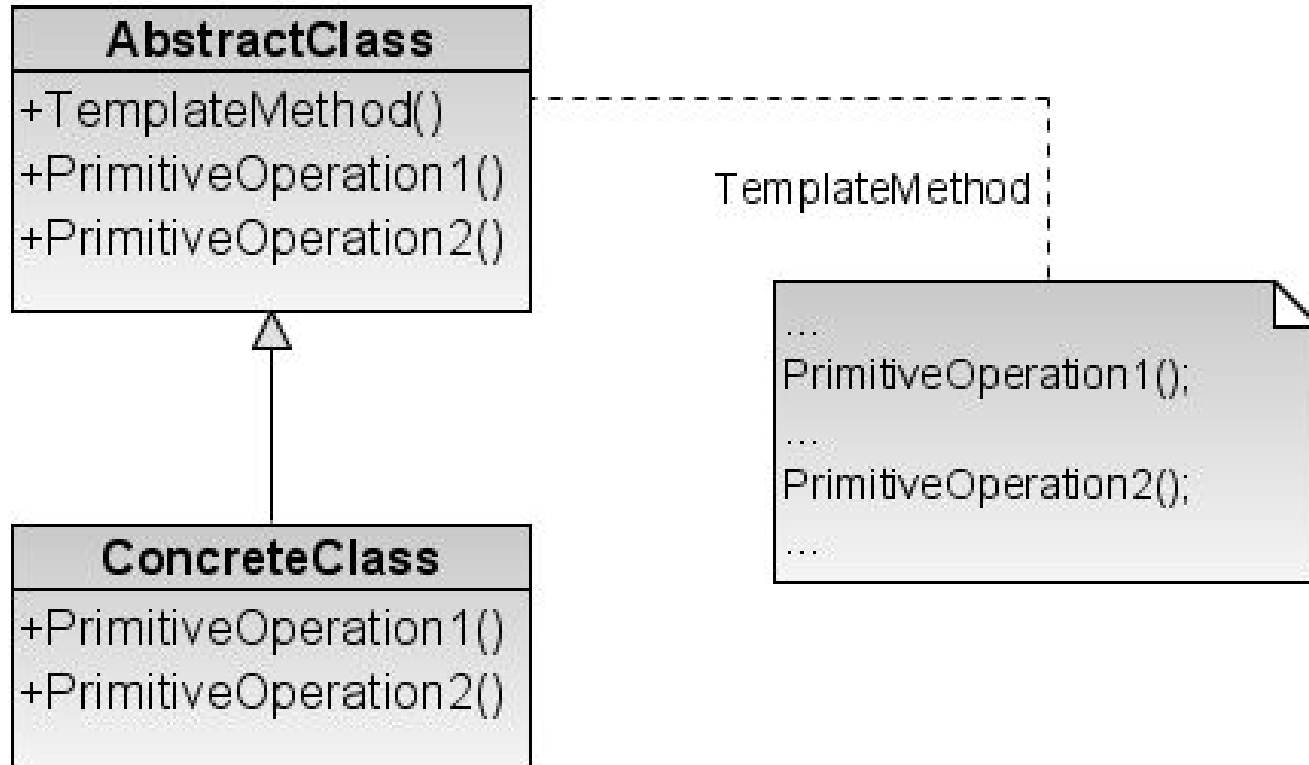 AbstractClass
+TemplateMethod()
+PrimitiveOperation1()
+PrimitiveOperation2()
TemplateMethod
...
PrimitiveOperation1();
...
PrimitiveOperation2();
...
ConcreteClass
+PrimitiveOperation1()
+PrimitiveOperation2()